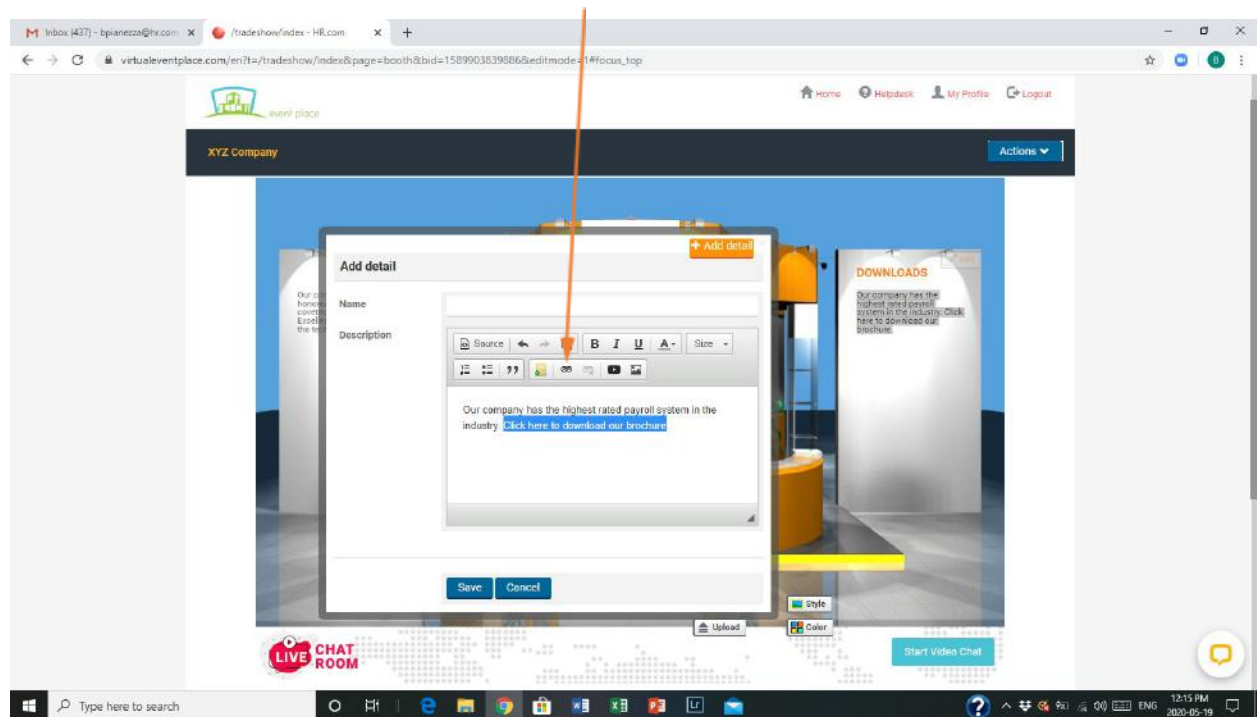 Inbox (437) - bpianezza@hr.com
/tradeshow/index - HR.com
virtualeventplace.com/en?t=/tradeshow/index&page=booth&bid=1589903839886&editmode=1#focus_top
event place
Home
Helpdesk
My Profile
Logout
XYZ Company
Actions
+ Add detail
Add detail
Name
Description
Source
B I U A
Size
Our company has the highest rated payroll system in the
industry. Click here to download our brochure
Save
Cancel
DOWNLOADS
Our company has the
highest rated payroll
system in the industry. Click
here to download our
brochure.
Style
Upload
Color
LIVE CHAT
ROOM
Start Video Chat
Type here to search
ENG
12:15 PM
2020-05-19